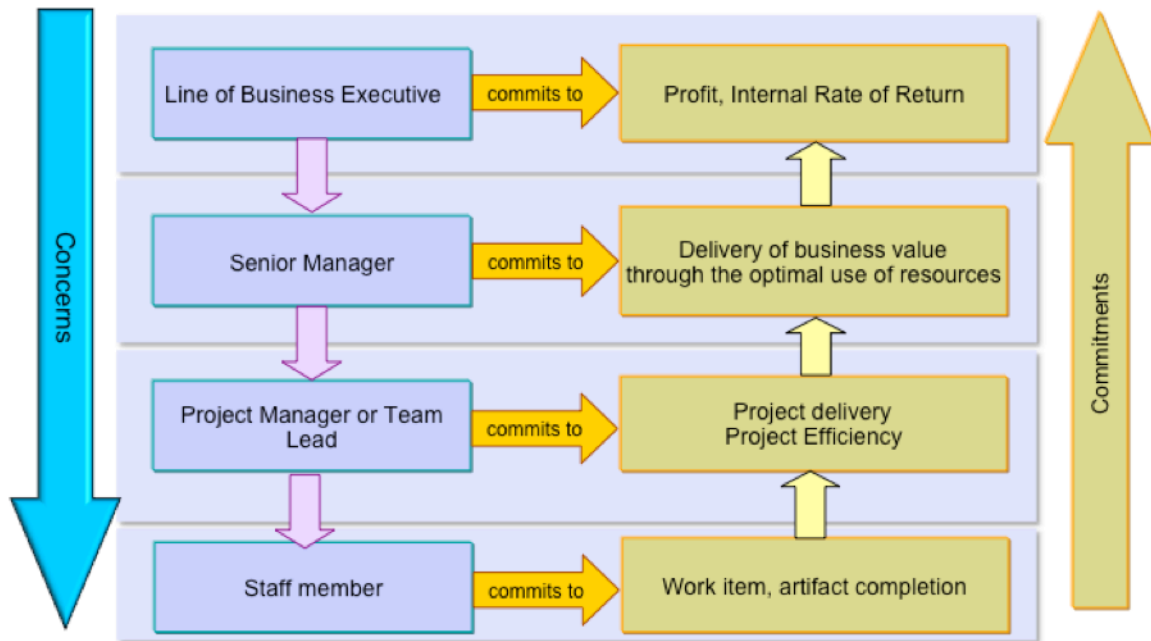 Line of Business Executive
commits to
Profit, Internal Rate of Return
Senior Manager
commits to
Delivery of business value
through the optimal use of resources
Project Manager or Team
Lead
commits to
Project delivery
Project Efficiency
Staff member
commits to
Work item, artifact completion
Concerns
Commitments